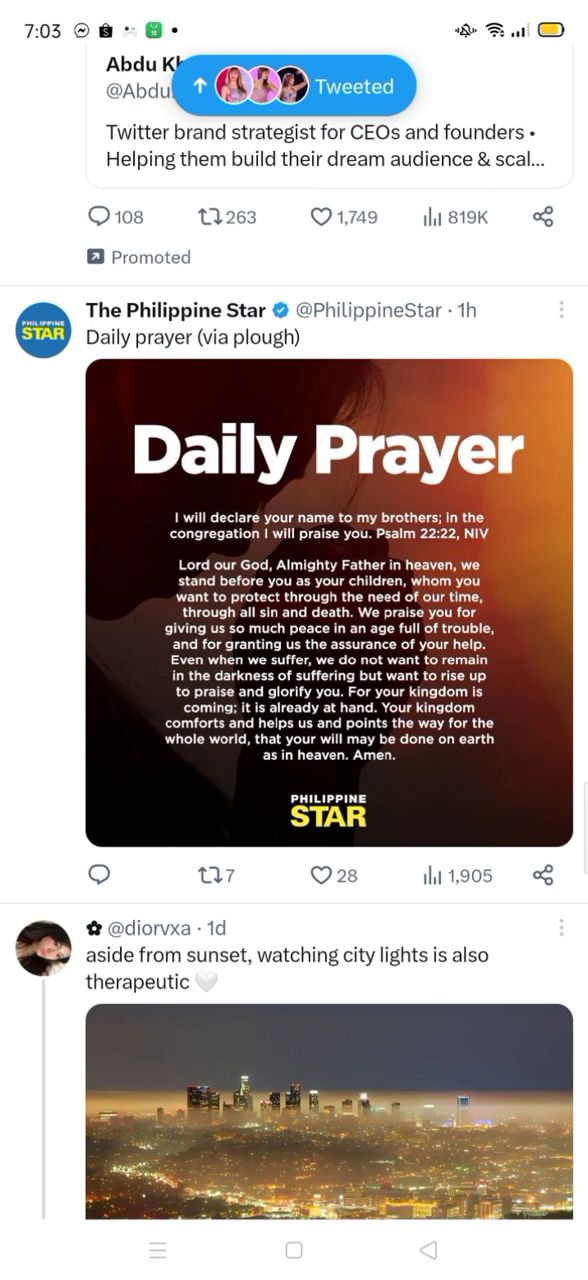 7:03
Abdu Kh
Tweeted
@Abdu
Twitter brand strategist for CEOs and founders •
Helping them build their dream audience & scal...
108 263 1,749 819K
Promoted
PHILIPPINE
STAR
The Philippine Star @PhilippineStar · 1h
Daily prayer (via plough)
Daily Prayer
I will declare your name to my brothers; in the
congregation I will praise you. Psalm 22:22, NIV
Lord our God, Almighty Father in heaven, we
stand before you as your children, whom you
want to protect through the need of our time,
through all sin and death. We praise you for
giving us so much peace in an age full of trouble,
and for granting us the assurance of your help.
Even when we suffer, we do not want to remain
in the darkness of suffering but want to rise up
to praise and glorify you. For your kingdom is
coming; it is already at hand. Your kingdom
comforts and helps us and points the way for the
whole world, that your will may be done on earth
as in heaven. Amen.
PHILIPPINE
STAR
7 28 1,905
@diorvxa · 1d
aside from sunset, watching city lights is also
therapeutic 🤍